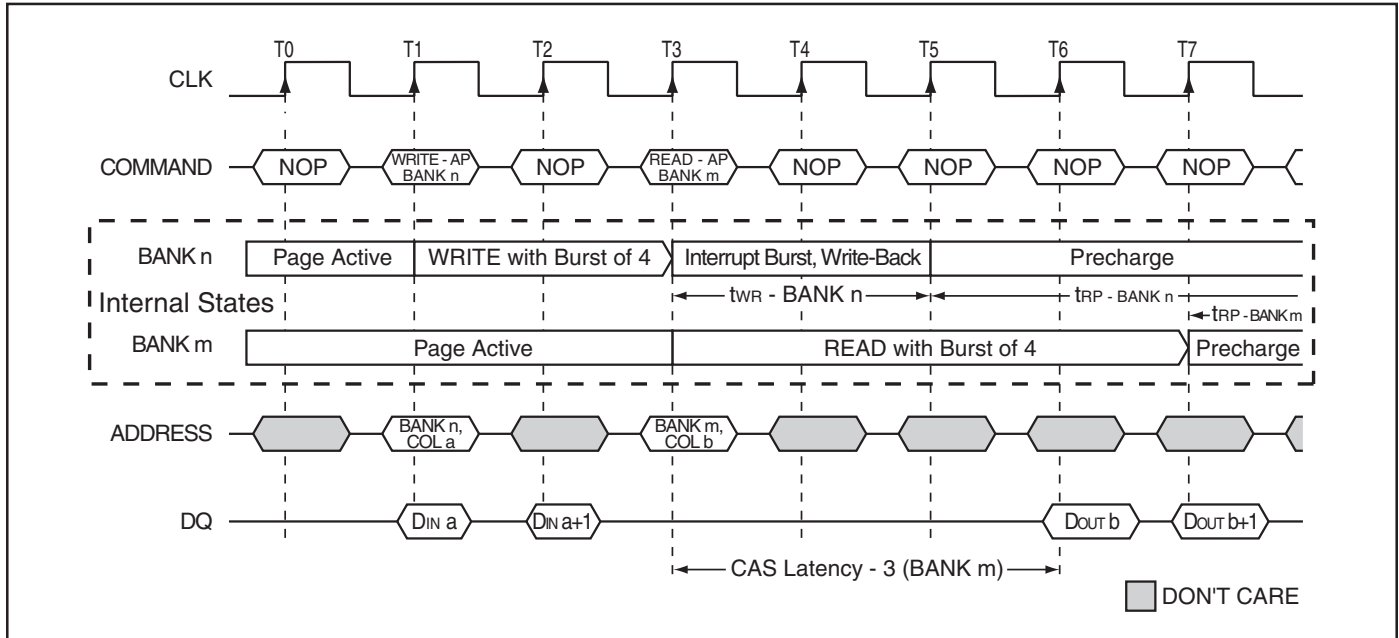 T0 T1 T2 T3 T4 T5 T6 T7
CLK
COMMAND NOP WRITE - AP BANK n NOP READ - AP BANK m NOP NOP NOP NOP
BANK n Page Active WRITE with Burst of 4 Interrupt Burst, Write-Back Precharge
Internal States tWR - BANK n tRP - BANK n
tRP - BANK m
BANK m Page Active READ with Burst of 4 Precharge
ADDRESS BANK n, COL a BANK m, COL b
DQ DIN a DIN a+1 DOUT b DOUT b+1
CAS Latency - 3 (BANK m)
DON'T CARE